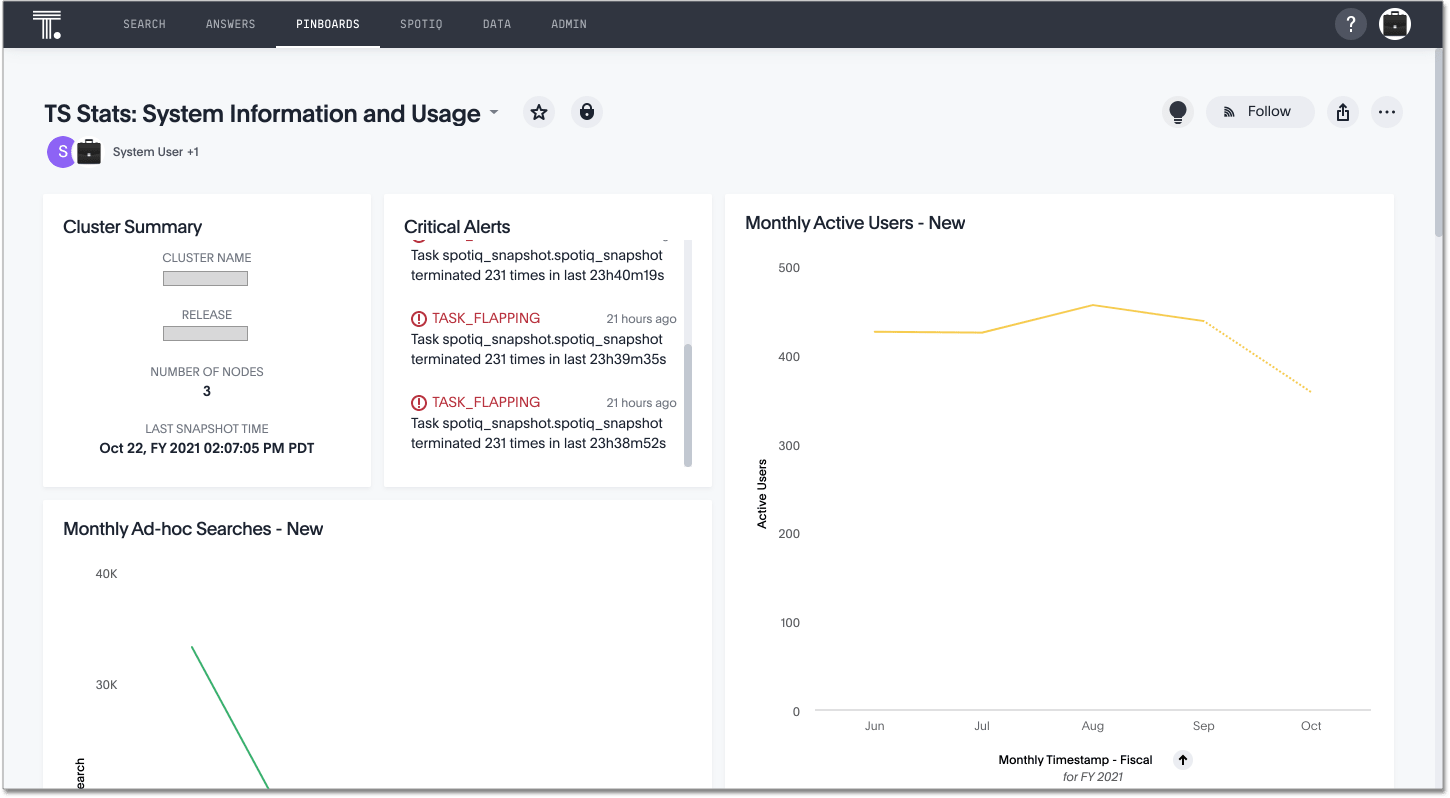 T.
SEARCH ANSWERS PINBOARDS SPOTIQ DATA ADMIN
?
TS Stats: System Information and Usage
Follow
S
System User +1
Cluster Summary
CLUSTER NAME
RELEASE
NUMBER OF NODES
3
LAST SNAPSHOT TIME
Oct 22, FY 2021 02:07:05 PM PDT
Critical Alerts
Task spotiq_snapshot.spotiq_snapshot
terminated 231 times in last 23h40m19s
TASK_FLAPPING 21 hours ago
Task spotiq_snapshot.spotiq_snapshot
terminated 231 times in last 23h39m35s
TASK_FLAPPING 21 hours ago
Task spotiq_snapshot.spotiq_snapshot
terminated 231 times in last 23h38m52s
Monthly Active Users - New
500
400
300
200
100
0
Active Users
Jun Jul Aug Sep Oct
Monthly Timestamp - Fiscal
for FY 2021
Monthly Ad-hoc Searches - New
40K
30K
earch